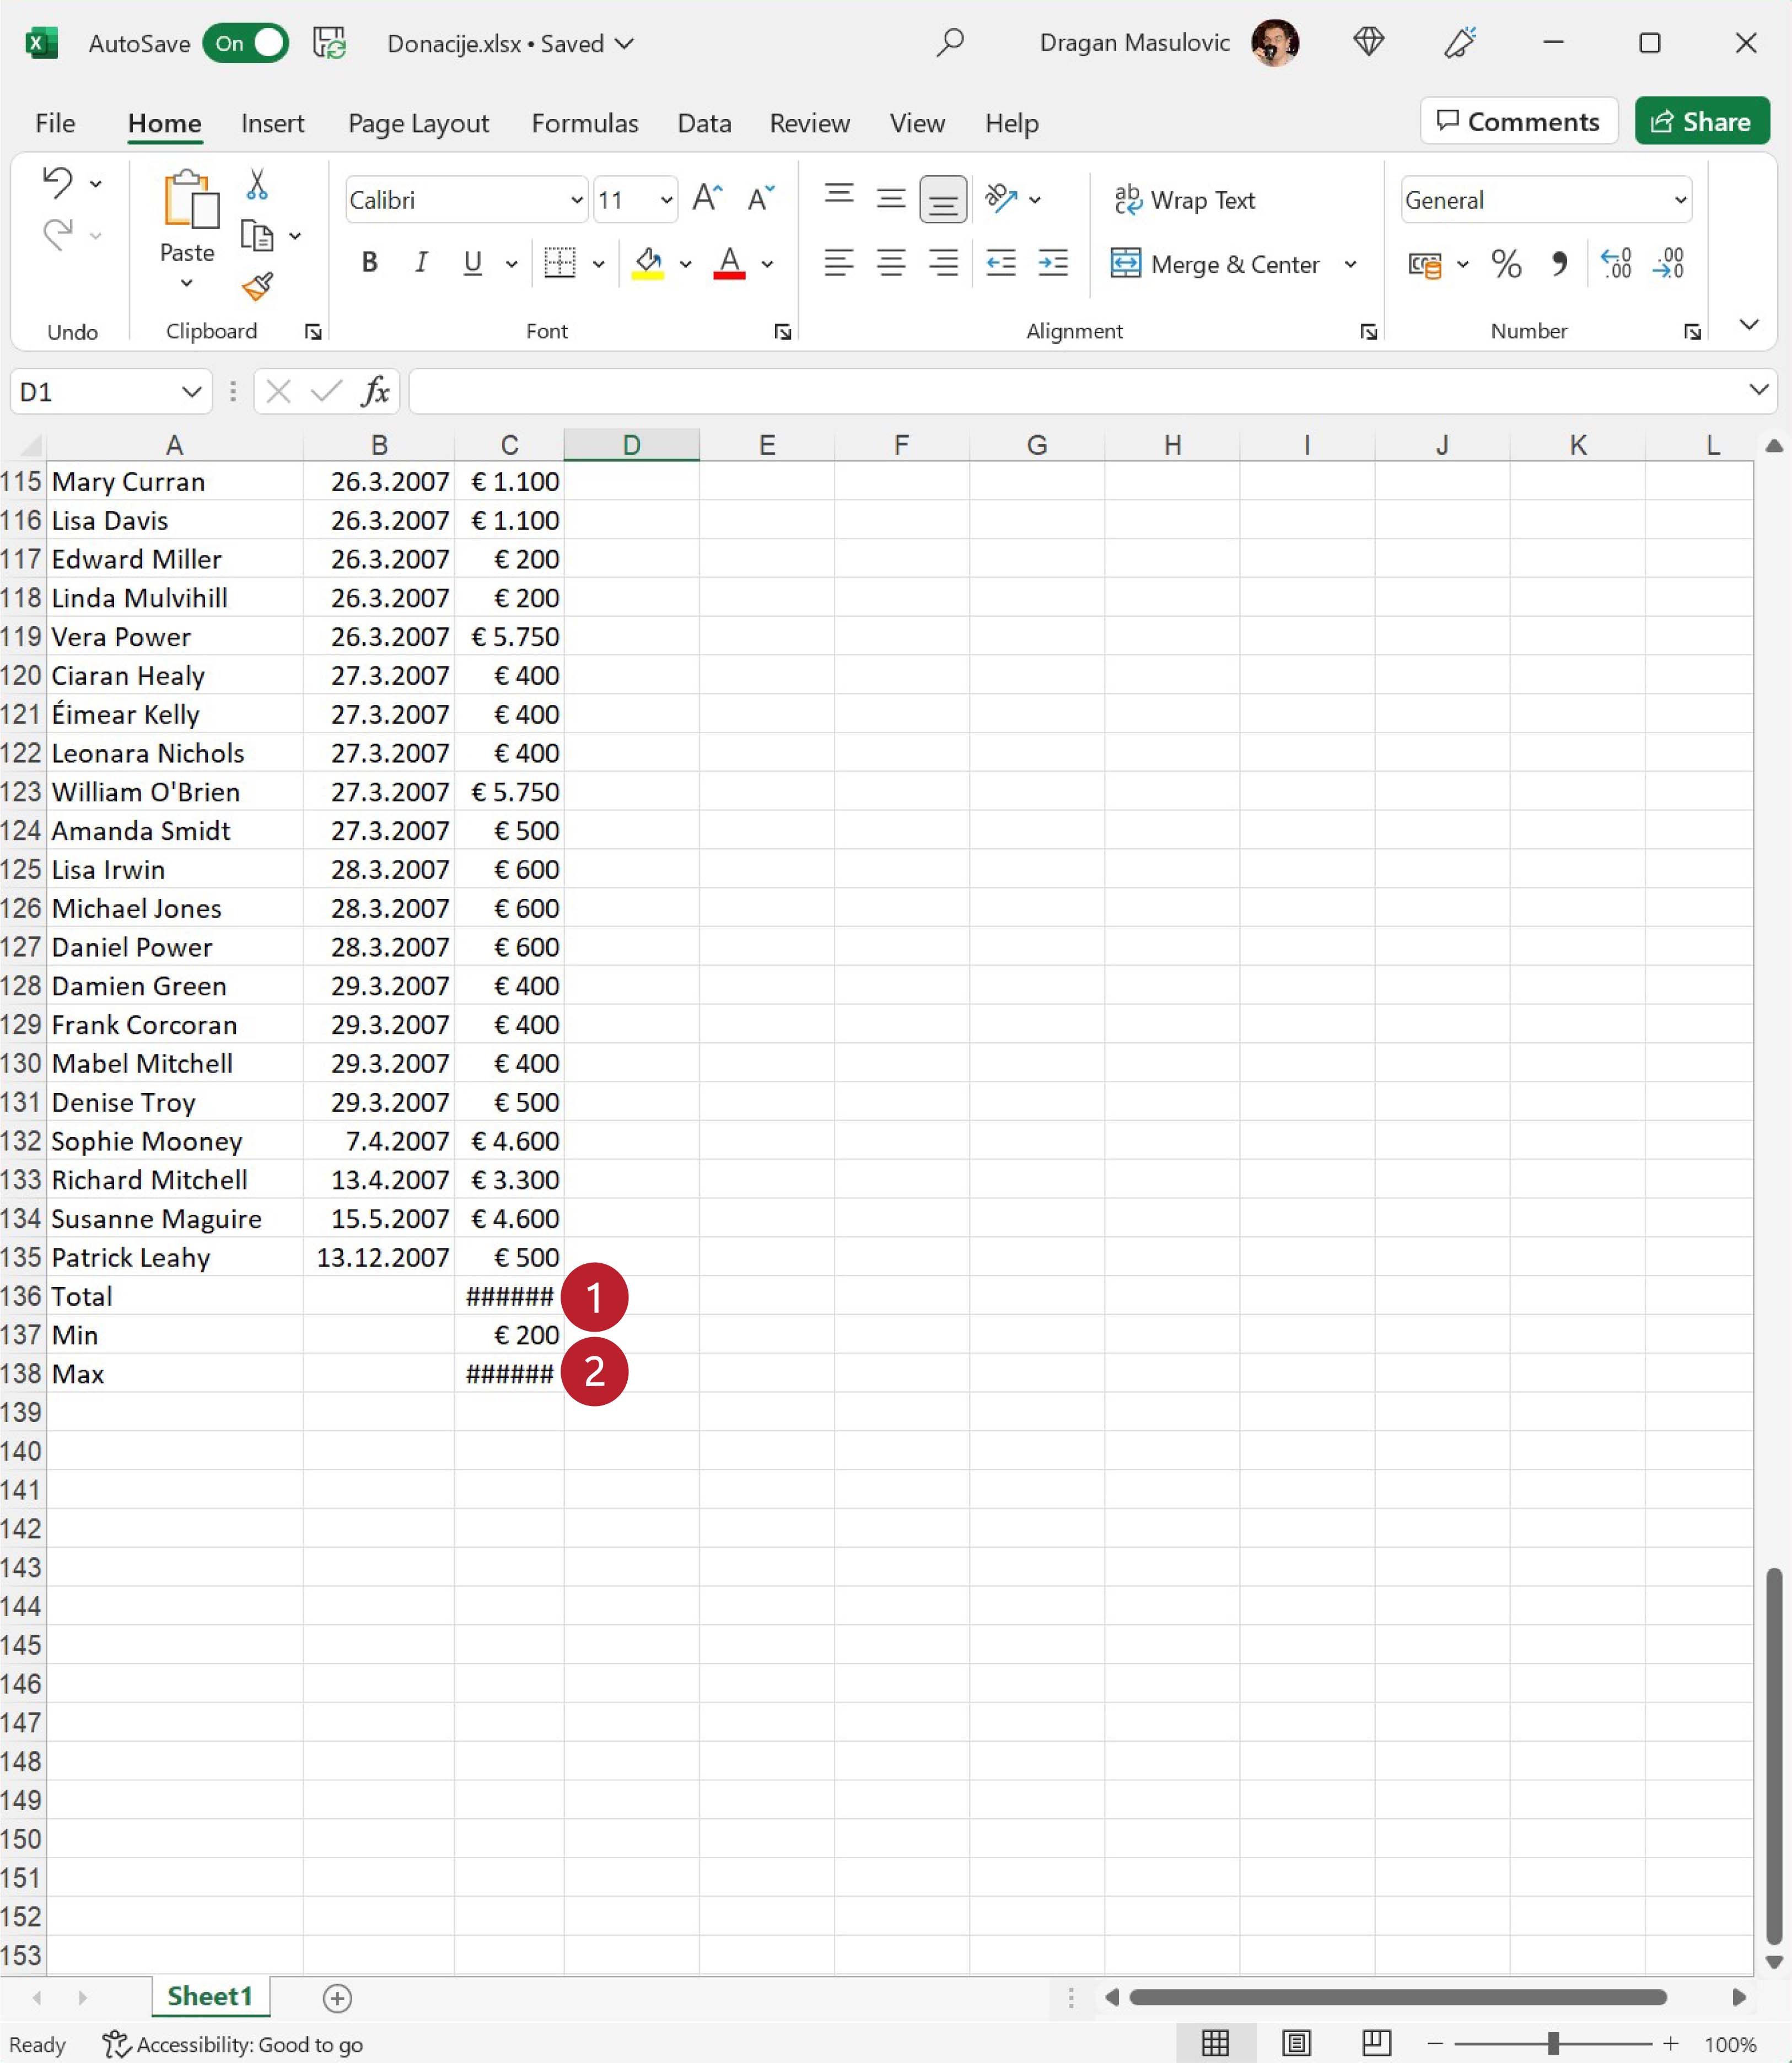 AutoSave On Donacije.xlsx • Saved Dragan Masulovic
File Home Insert Page Layout Formulas Data Review View Help Comments Share
Calibri 11 Wrap Text General
Paste B I U A Merge & Center % 9 .00 .00
Undo Clipboard Font Alignment Number
D1 fx
A B C D E F G H I J K L
115 Mary Curran 26.3.2007 € 1.100
116 Lisa Davis 26.3.2007 € 1.100
117 Edward Miller 26.3.2007 € 200
118 Linda Mulvihill 26.3.2007 € 200
119 Vera Power 26.3.2007 € 5.750
120 Ciaran Healy 27.3.2007 € 400
121 Éimear Kelly 27.3.2007 € 400
122 Leonara Nichols 27.3.2007 € 400
123 William O'Brien 27.3.2007 € 5.750
124 Amanda Smidt 27.3.2007 € 500
125 Lisa Irwin 28.3.2007 € 600
126 Michael Jones 28.3.2007 € 600
127 Daniel Power 28.3.2007 € 600
128 Damien Green 29.3.2007 € 400
129 Frank Corcoran 29.3.2007 € 400
130 Mabel Mitchell 29.3.2007 € 400
131 Denise Troy 29.3.2007 € 500
132 Sophie Mooney 7.4.2007 € 4.600
133 Richard Mitchell 13.4.2007 € 3.300
134 Susanne Maguire 15.5.2007 € 4.600
135 Patrick Leahy 13.12.2007 € 500
136 Total ###### 1
137 Min € 200
138 Max ###### 2
139
140
141
142
143
144
145
146
147
148
149
150
151
152
153
Sheet1
Ready Accessibility: Good to go 100%